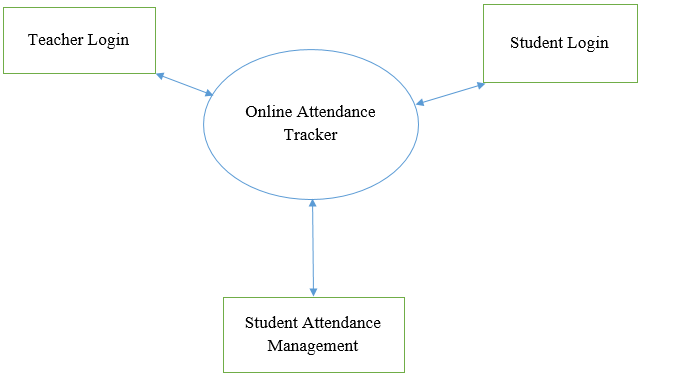 Teacher Login
Student Login
Online Attendance
Tracker
Student Attendance
Management